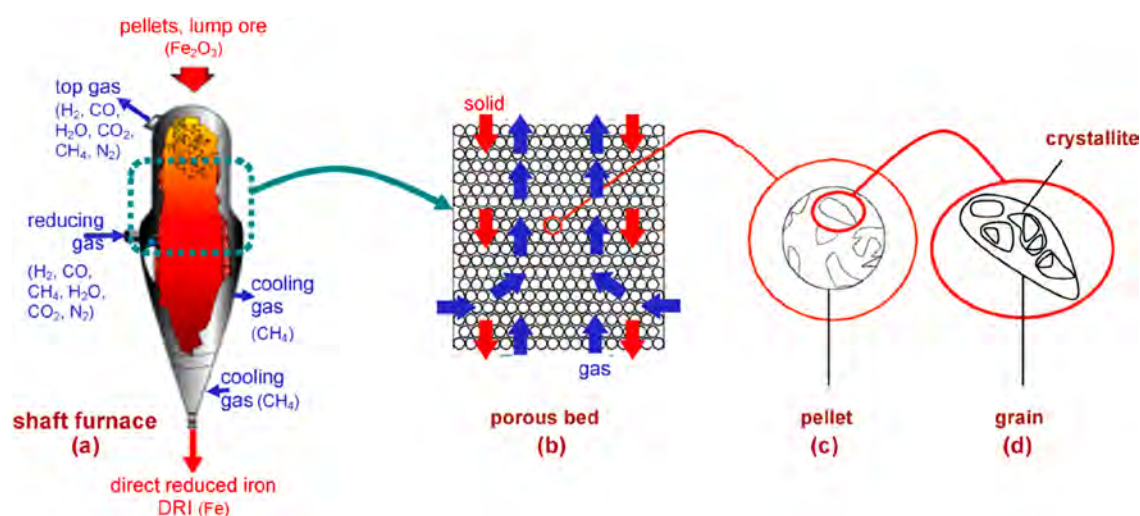 pellets, lump ore
(Fe₂O₃)
top gas
(H₂, CO,
H₂O, CO₂,
CH₄, N₂)
reducing
gas
(H₂, CO,
CH₄, H₂O,
CO₂, N₂)
cooling
gas
(CH₄)
cooling
gas (CH₄)
shaft furnace
(a)
direct reduced iron
DRI (Fe)
solid
gas
porous bed
(b)
pellet
(c)
crystallite
grain
(d)